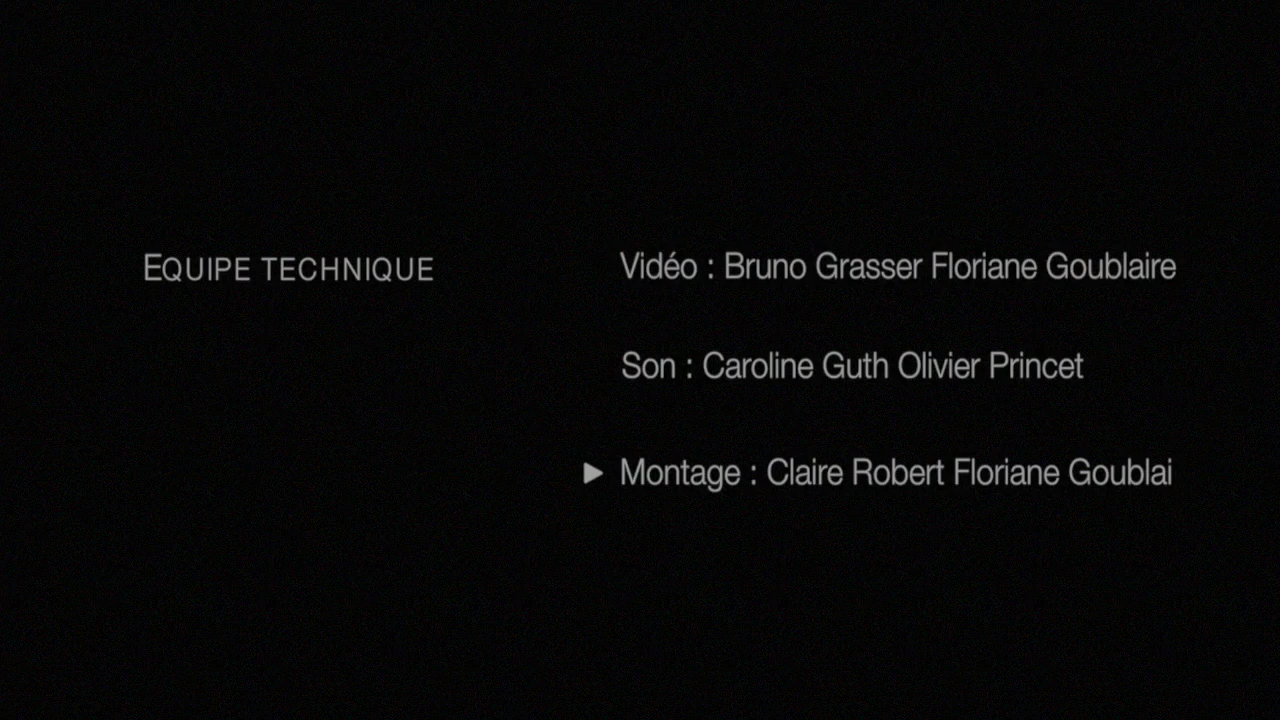 EQUIPE TECHNIQUE
Vidéo : Bruno Grasser Floriane Goublaire
Son : Caroline Guth Olivier Princet
Montage : Claire Robert Floriane Goublai